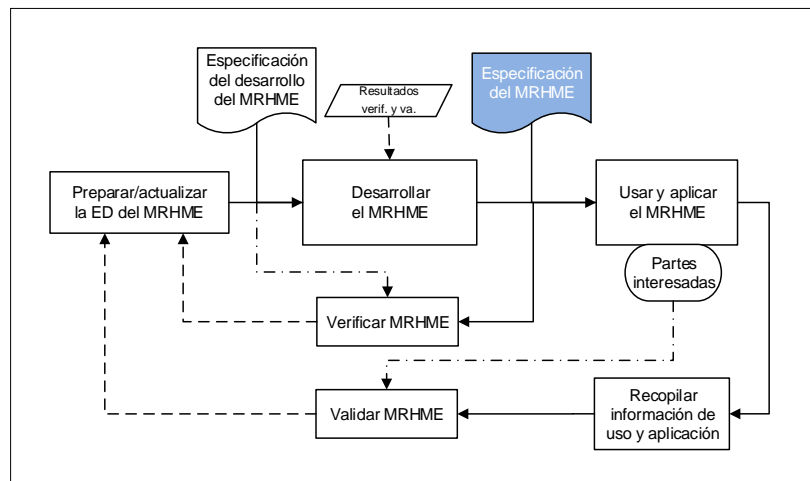 Especificación
del desarrollo
del MRHME
Resultados
verif. y va.
Especificación
del MRHME
Preparar/actualizar
la ED del MRHME
Desarrollar
el MRHME
Usar y aplicar
el MRHME
Partes
interesadas
Verificar MRHME
Validar MRHME
Recopilar
información de
uso y aplicación